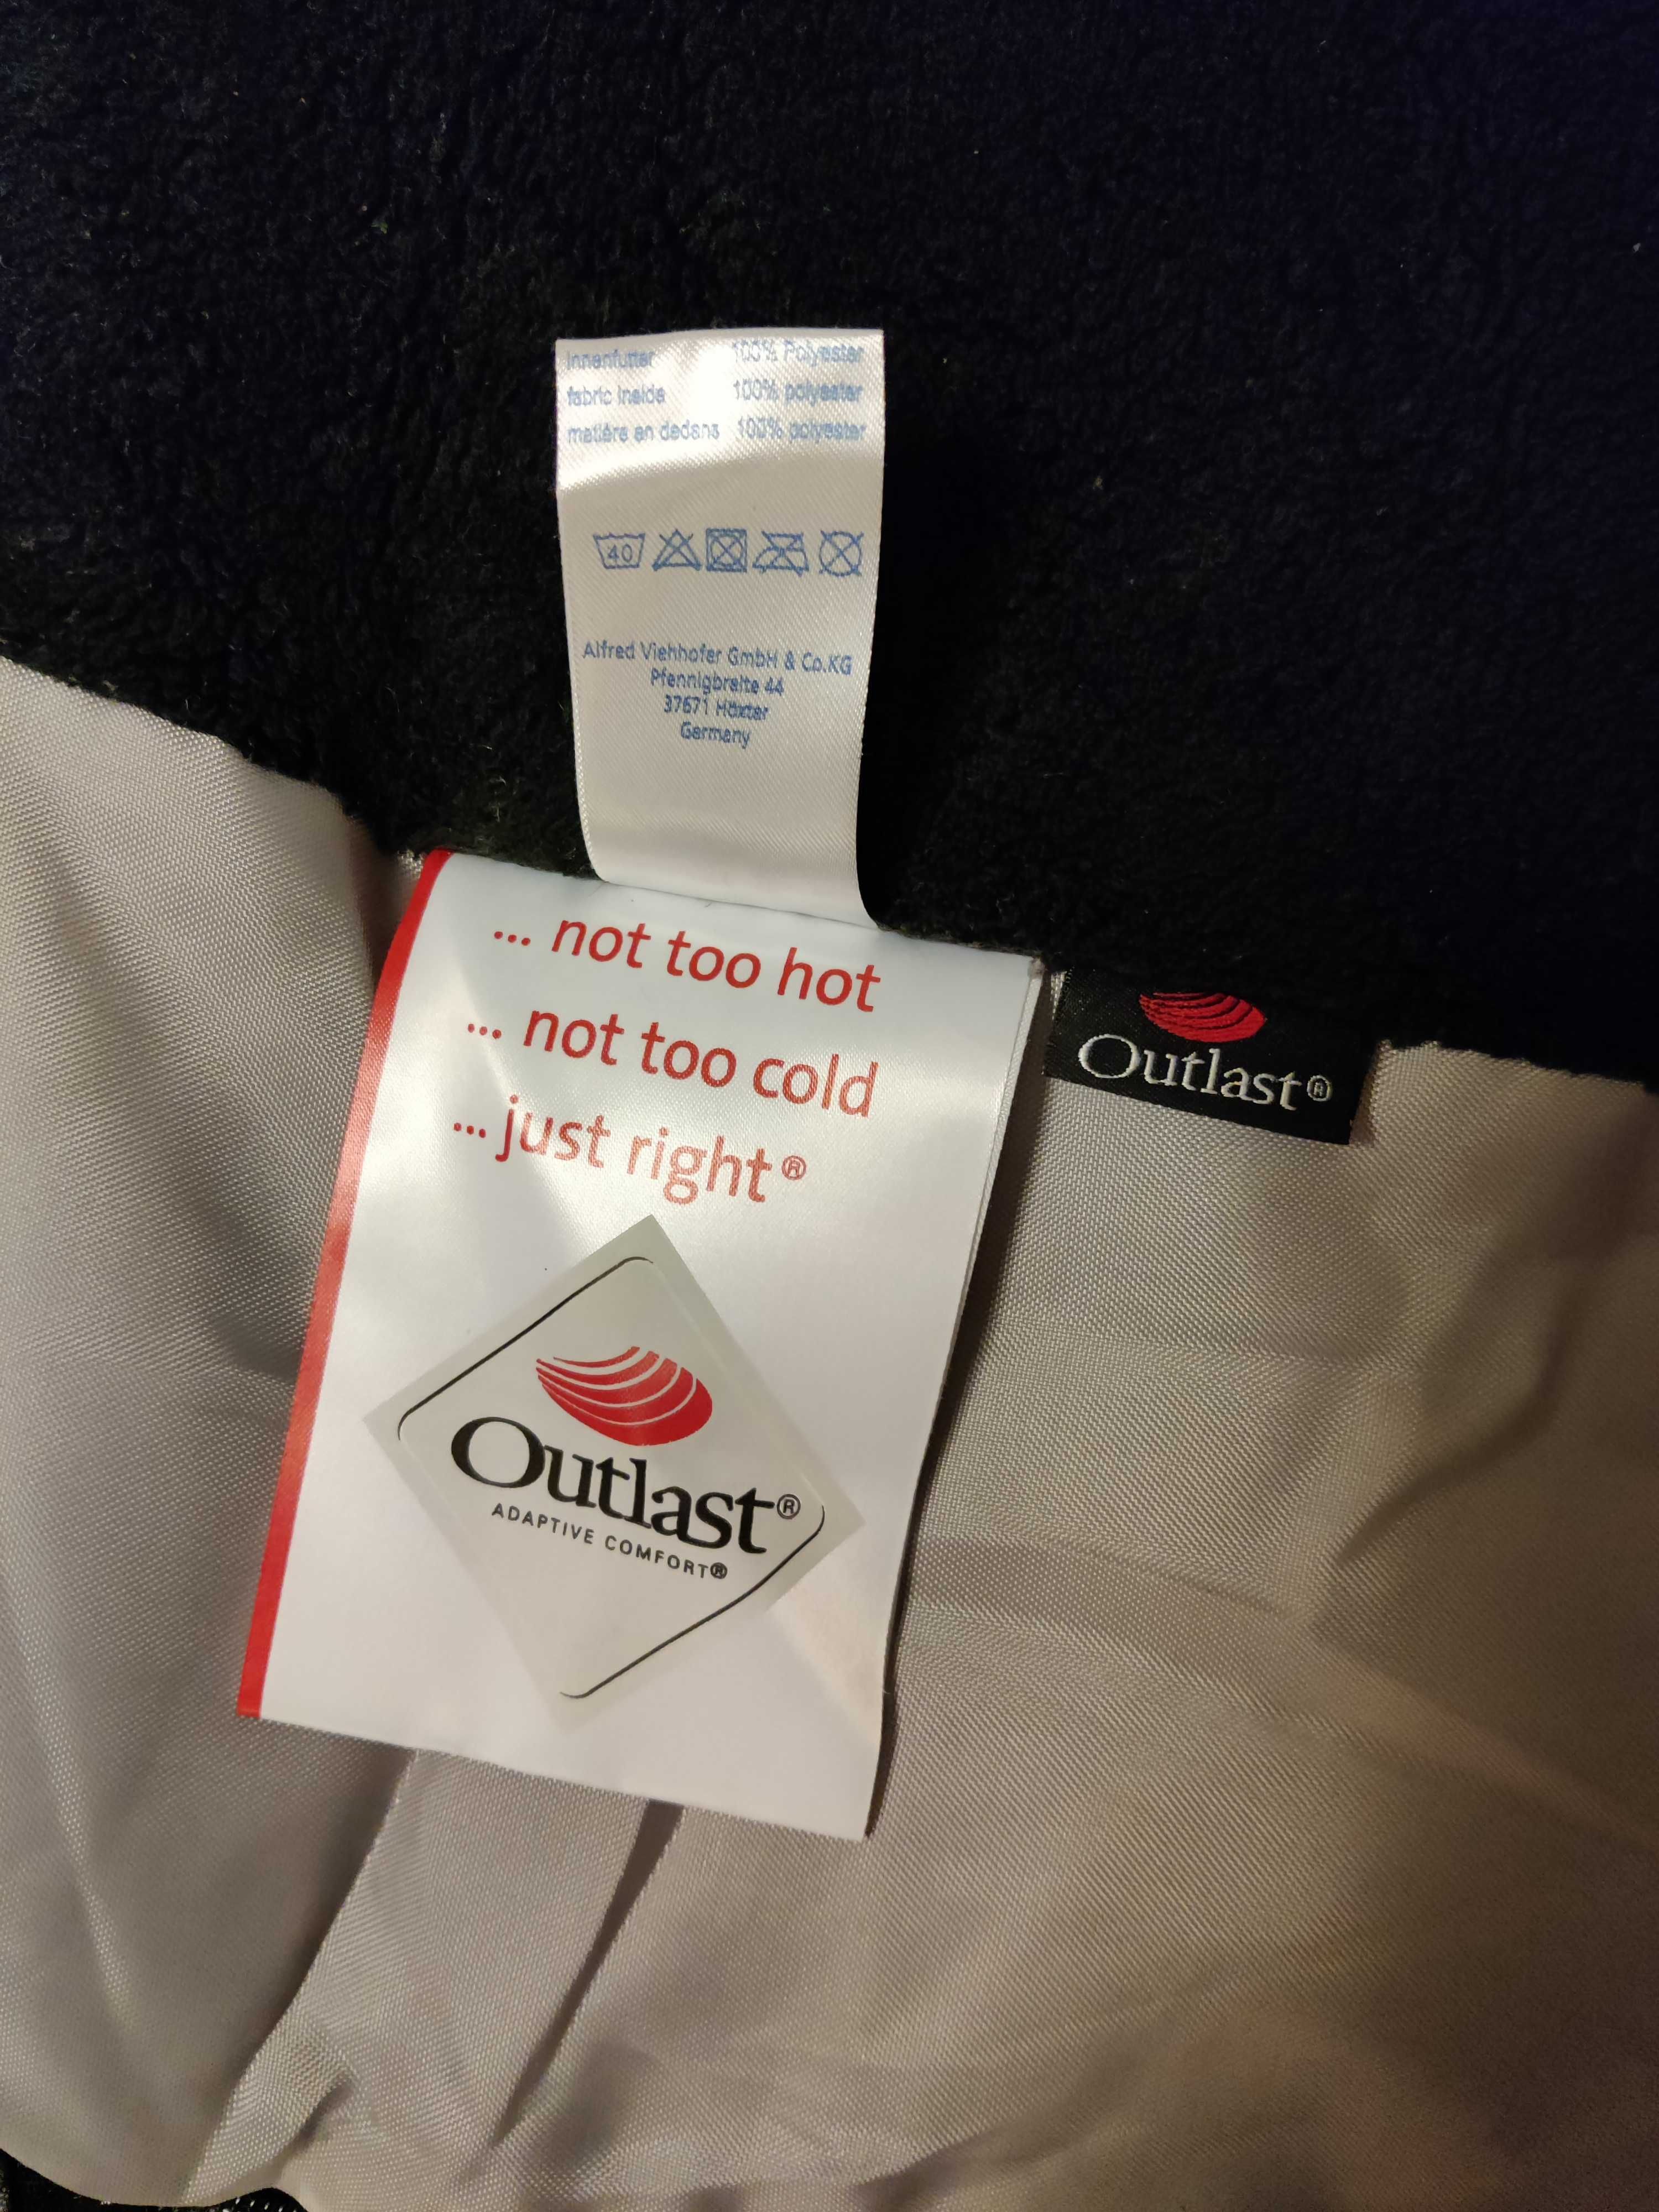 Innenfutter 100% Polyester
fabric inside 100% polyester
matière en dedans 100% polyester
40
Alfred Viehhofer GmbH & Co.KG
Pfennigbreite 44
37671 Höxter
Germany
... not too hot
... not too cold
... just right®
Outlast®
ADAPTIVE COMFORT®
Outlast®